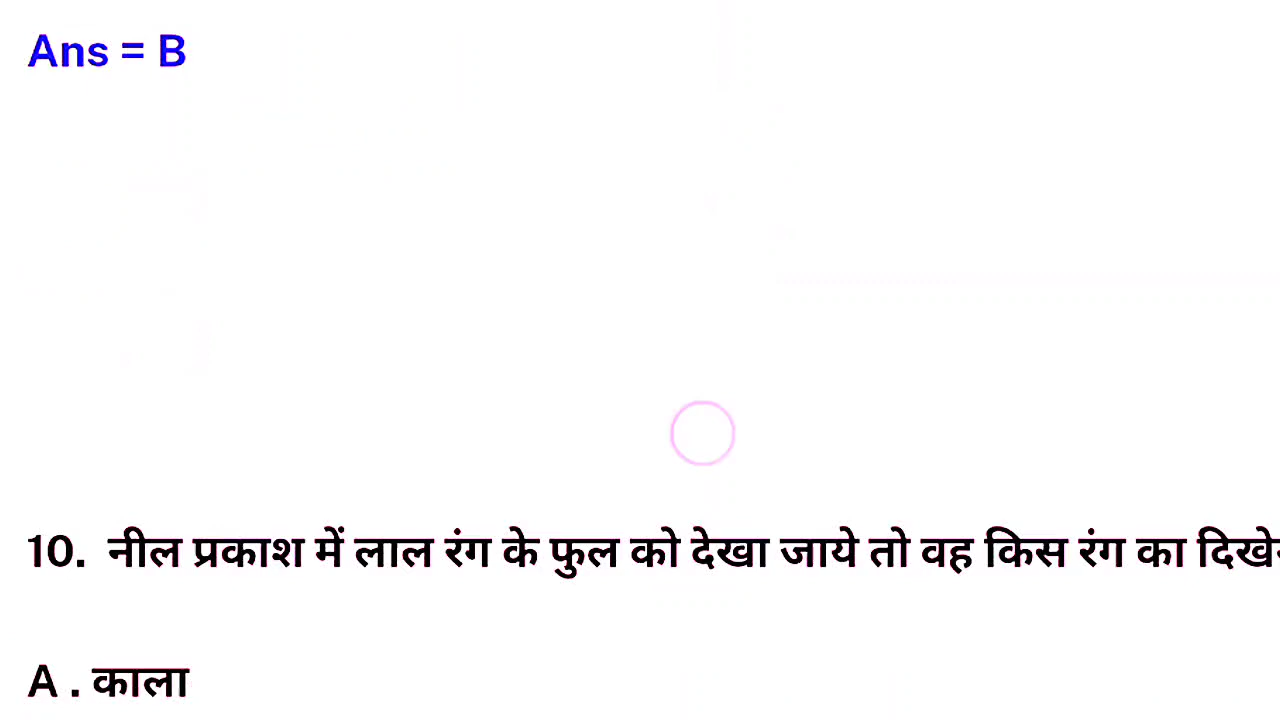 Ans = B
10. नील प्रकाश में लाल रंग के फुल को देखा जाये तो वह किस रंग का
A . काला